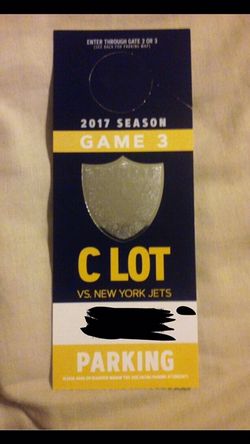 ENTER THROUGH GATE 2 OR 3
(SEE BACK FOR PARKING MAP)
2017 SEASON
GAME 3
C LOT
VS. NEW YORK JETS
PARKING